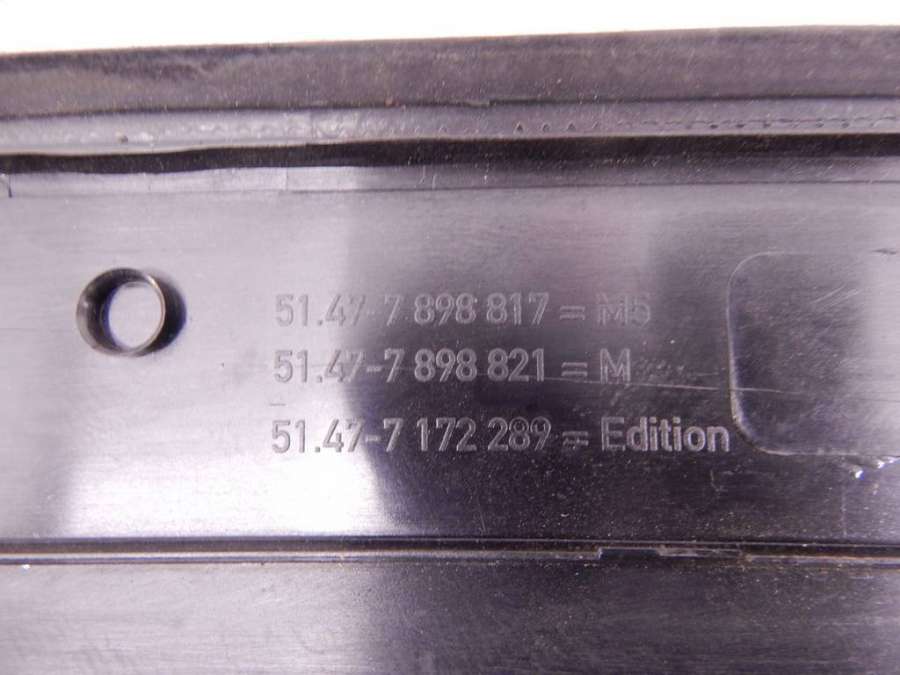 51.47-7 898 817 = M5
51.47-7 898 821 = M
51.47-7 172 289 = Edition